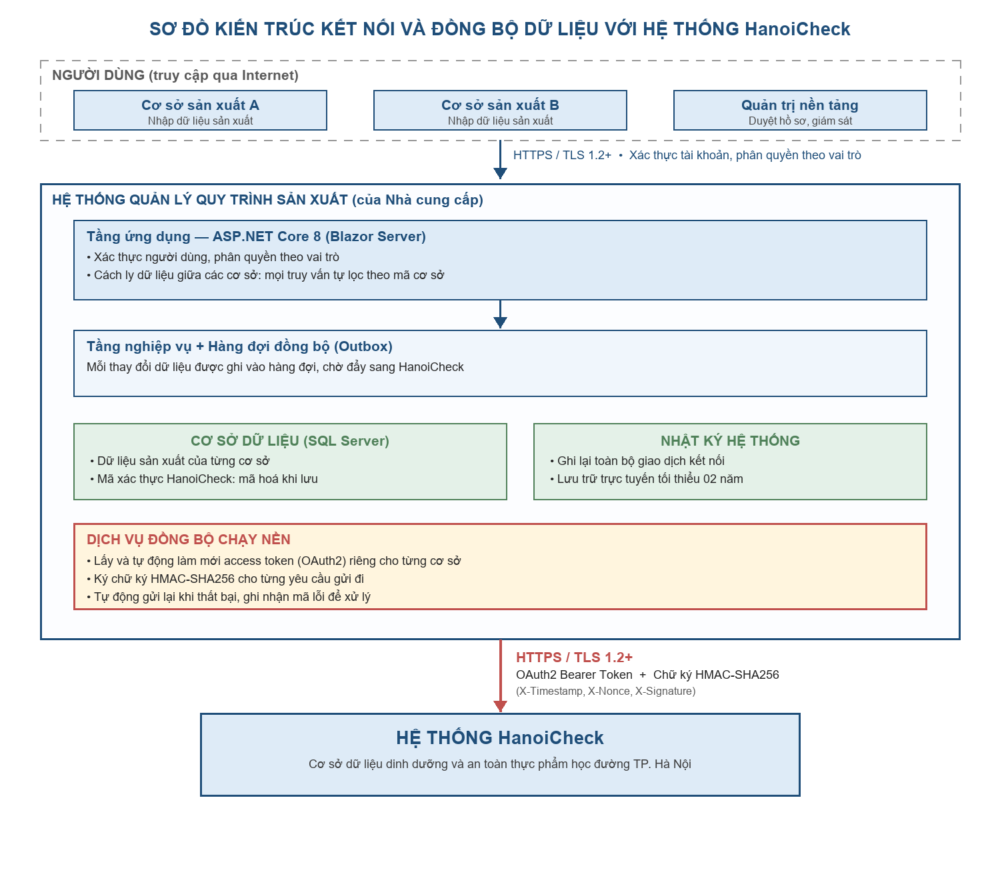 SƠ ĐỒ KIẾN TRÚC KẾT NỐI VÀ ĐỒNG BỘ DỮ LIỆU VỚI HỆ THỐNG HanoiCheck
NGƯỜI DÙNG (truy cập qua Internet)
Cơ sở sản xuất A
Nhập dữ liệu sản xuất
Cơ sở sản xuất B
Nhập dữ liệu sản xuất
Quản trị nền tảng
Duyệt hồ sơ, giám sát
HTTPS / TLS 1.2+ • Xác thực tài khoản, phân quyền theo vai trò
HỆ THỐNG QUẢN LÝ QUY TRÌNH SẢN XUẤT (của Nhà cung cấp)
Tầng ứng dụng — ASP.NET Core 8 (Blazor Server)
• Xác thực người dùng, phân quyền theo vai trò
• Cách ly dữ liệu giữa các cơ sở: mọi truy vấn tự lọc theo mã cơ sở
Tầng nghiệp vụ + Hàng đợi đồng bộ (Outbox)
Mỗi thay đổi dữ liệu được ghi vào hàng đợi, chờ đẩy sang HanoiCheck
CƠ SỞ DỮ LIỆU (SQL Server)
• Dữ liệu sản xuất của từng cơ sở
• Mã xác thực HanoiCheck: mã hoá khi lưu
NHẬT KÝ HỆ THỐNG
• Ghi lại toàn bộ giao dịch kết nối
• Lưu trữ trực tuyến tối thiểu 02 năm
DỊCH VỤ ĐỒNG BỘ CHẠY NỀN
• Lấy và tự động làm mới access token (OAuth2) riêng cho từng cơ sở
• Ký chữ ký HMAC-SHA256 cho từng yêu cầu gửi đi
• Tự động gửi lại khi thất bại, ghi nhận mã lỗi để xử lý
HTTPS / TLS 1.2+
OAuth2 Bearer Token + Chữ ký HMAC-SHA256
(X-Timestamp, X-Nonce, X-Signature)
HỆ THỐNG HanoiCheck
Cơ sở dữ liệu dinh dưỡng và an toàn thực phẩm học đường TP. Hà Nội